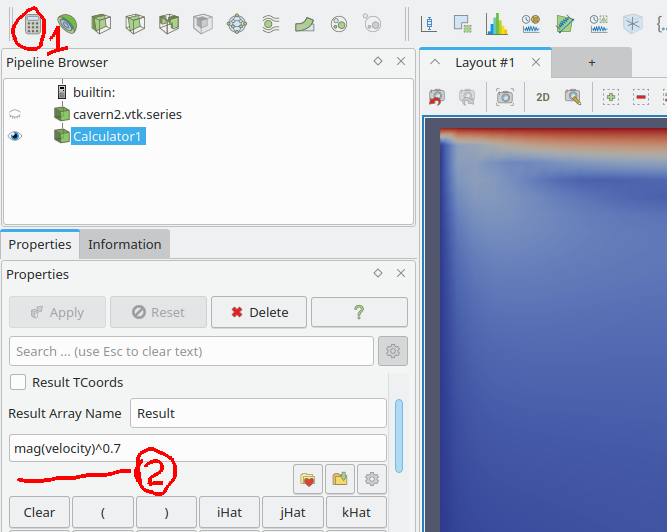 1
Pipeline Browser
Layout #1
+
builtin:
2D
cavern2.vtk.series
Calculator1
Properties
Information
Properties
Apply
Reset
Delete
?
Search ... (use Esc to clear text)
Result TCoords
Result Array Name
Result
mag(velocity)^0.7
2
Clear
(
)
iHat
jHat
kHat